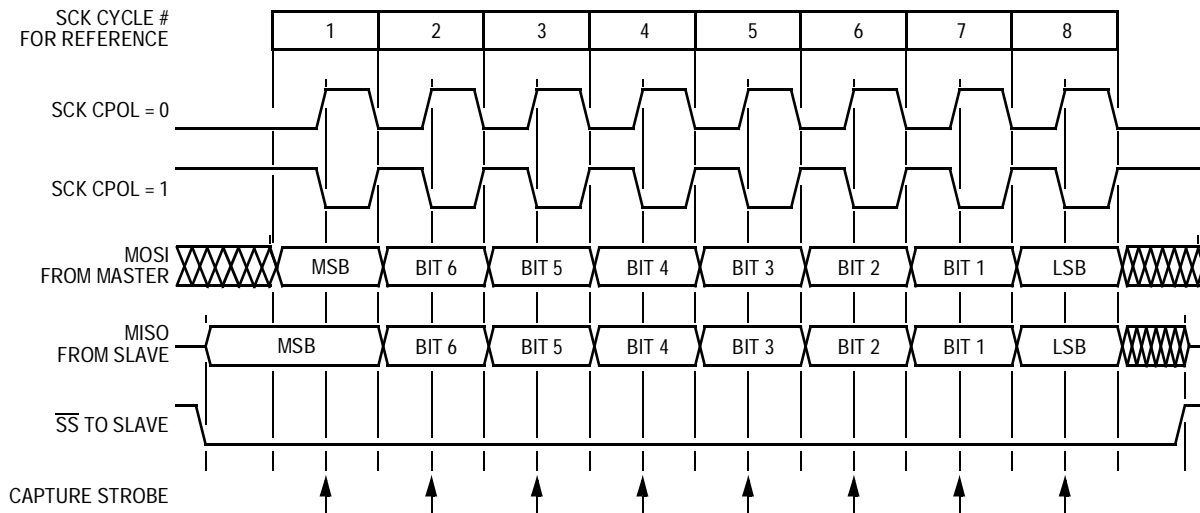 SCK CYCLE #
FOR REFERENCE
1 2 3 4 5 6 7 8
SCK CPOL = 0
SCK CPOL = 1
MOSI
FROM MASTER
MSB BIT 6 BIT 5 BIT 4 BIT 3 BIT 2 BIT 1 LSB
MISO
FROM SLAVE
MSB BIT 6 BIT 5 BIT 4 BIT 3 BIT 2 BIT 1 LSB
S̅S̅ TO SLAVE
CAPTURE STROBE